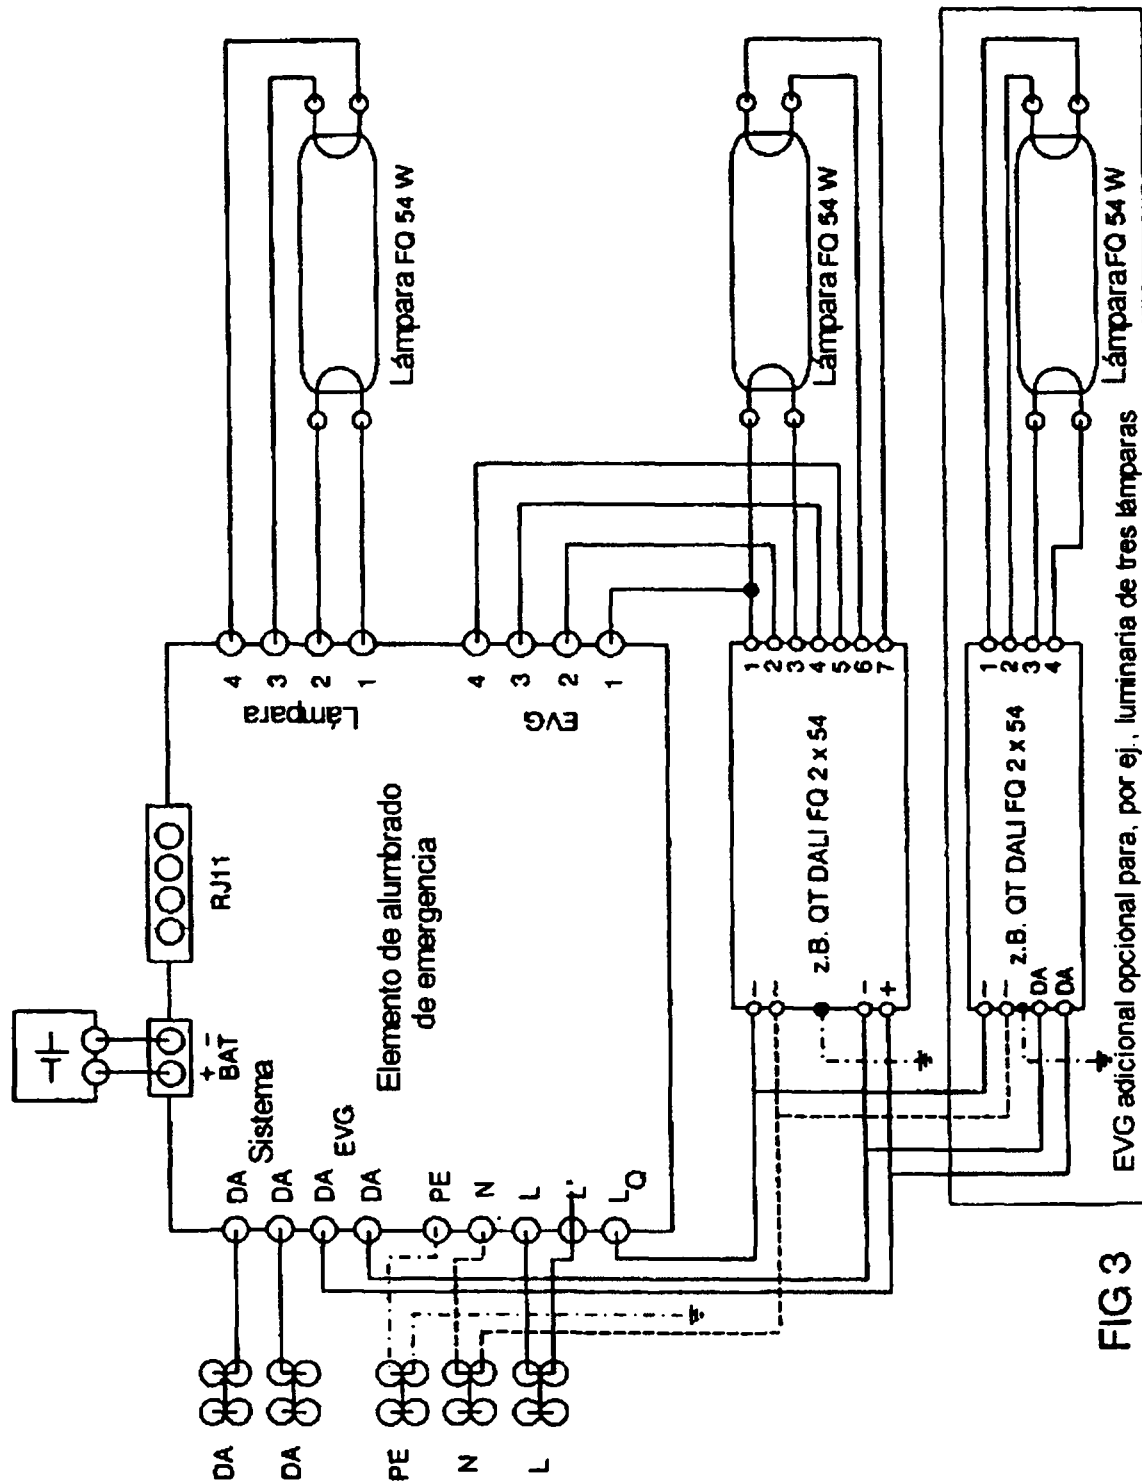 DA
DA
PE
N
L
DA
Sistema
DA
DA
EVG
DA
PE
N
L
L'
LQ
+ -
BAT
RJ11
Elemento de alumbrado
de emergencia
4
3
2
1
Lámpara
4
3
2
1
EVG
Lámpara FQ 54 W
~
~
-
+
z.B. QT DALI FQ 2 x 54
1
2
3
4
5
6
7
Lámpara FQ 54 W
~
~
DA
DA
z.B. QT DALI FQ 2 x 54
1
2
3
4
Lámpara FQ 54 W
EVG adicional opcional para, por ej., luminaria de tres lámparas
FIG 3